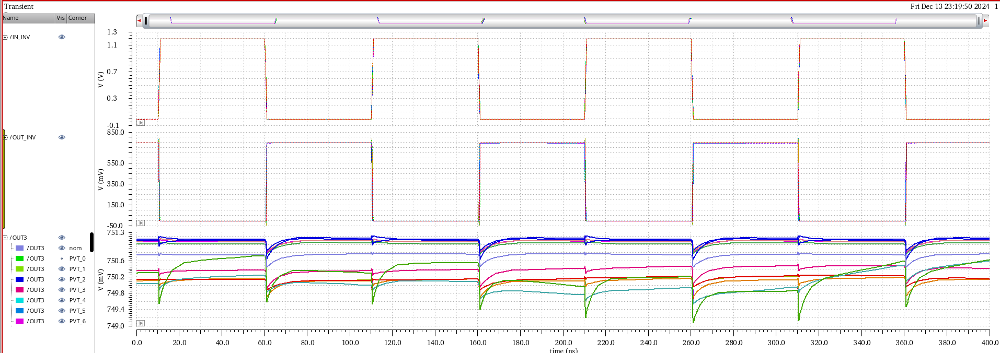 Transient
Fri Dec 13 23:19:50 2024 1
Name Vis Corner
/IN_INV
1.3
1.1
0.7
0.3
-0.1
V (V)
/OUT_INV
850.0
550.0
350.0
150.0
-50.0
V (mV)
/OUT3
/OUT3 nom
/OUT3 PVT_0
/OUT3 PVT_1
/OUT3 PVT_2
/OUT3 PVT_3
/OUT3 PVT_4
/OUT3 PVT_5
/OUT3 PVT_6
751.3
750.6
750.2
749.8
749.4
749.0
V (mV)
0.0 20.0 40.0 60.0 80.0 100.0 120.0 140.0 160.0 180.0 200.0 220.0 240.0 260.0 280.0 300.0 320.0 340.0 360.0 380.0 400.0
time (ns)